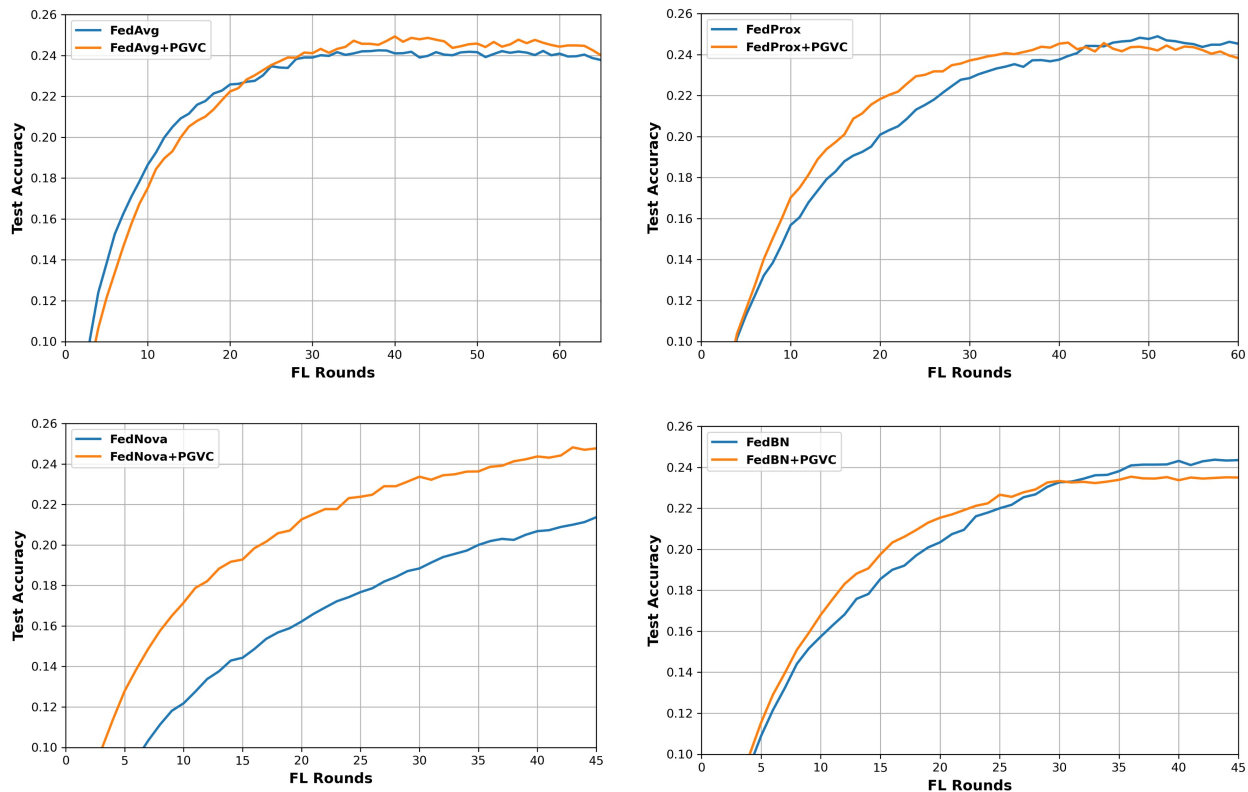 FedAvg
FedAvg+PGVC
0.26
0.24
0.22
0.20
0.18
0.16
0.14
0.12
0.10
Test Accuracy
0 10 20 30 40 50 60
FL Rounds
FedProx
FedProx+PGVC
0.26
0.24
0.22
0.20
0.18
0.16
0.14
0.12
0.10
Test Accuracy
0 10 20 30 40 50 60
FL Rounds
FedNova
FedNova+PGVC
0.26
0.24
0.22
0.20
0.18
0.16
0.14
0.12
0.10
Test Accuracy
0 5 10 15 20 25 30 35 40 45
FL Rounds
FedBN
FedBN+PGVC
0.26
0.24
0.22
0.20
0.18
0.16
0.14
0.12
0.10
Test Accuracy
0 5 10 15 20 25 30 35 40 45
FL Rounds